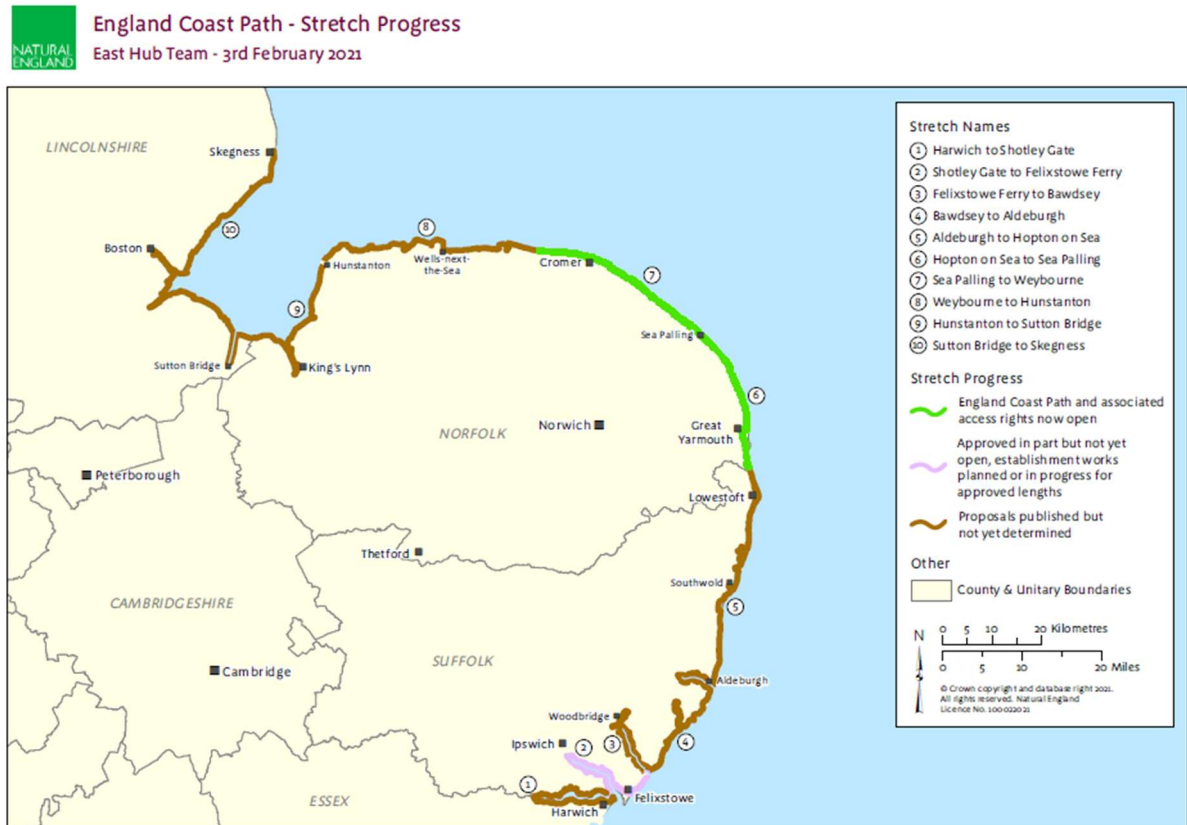 NATURAL
ENGLAND
England Coast Path - Stretch Progress
East Hub Team - 3rd February 2021
LINCOLNSHIRE
Skegness
10
Boston
8
Hunstanton
Wells-next-
the-Sea
Cromer
7
9
Sea Palling
Sutton Bridge
King's Lynn
6
Norwich
Great
Yarmouth
NORFOLK
Peterborough
Lowestoft
Thetford
Southwold
CAMBRIDGESHIRE
5
SUFFOLK
Cambridge
Aldeburgh
Woodbridge
Ipswich
2
3
4
1
Felixstowe
ESSEX
Harwich
Stretch Names
1 Harwich to Shotley Gate
2 Shotley Gate to Felixstowe Ferry
3 Felixstowe Ferry to Bawdsey
4 Bawdsey to Aldeburgh
5 Aldeburgh to Hopton on Sea
6 Hopton on Sea to Sea Palling
7 Sea Palling to Weybourne
8 Weybourne to Hunstanton
9 Hunstanton to Sutton Bridge
10 Sutton Bridge to Skegness
Stretch Progress
England Coast Path and associated
access rights now open
Approved in part but not yet
open, establishment works
planned or in progress for
approved lengths
Proposals published but
not yet determined
Other
County & Unitary Boundaries
N
0 5 10 20 Kilometres
0 5 10 20 Miles
© Crown copyright and database right 2021.
All rights reserved. Natural England
Licence No. 100022021